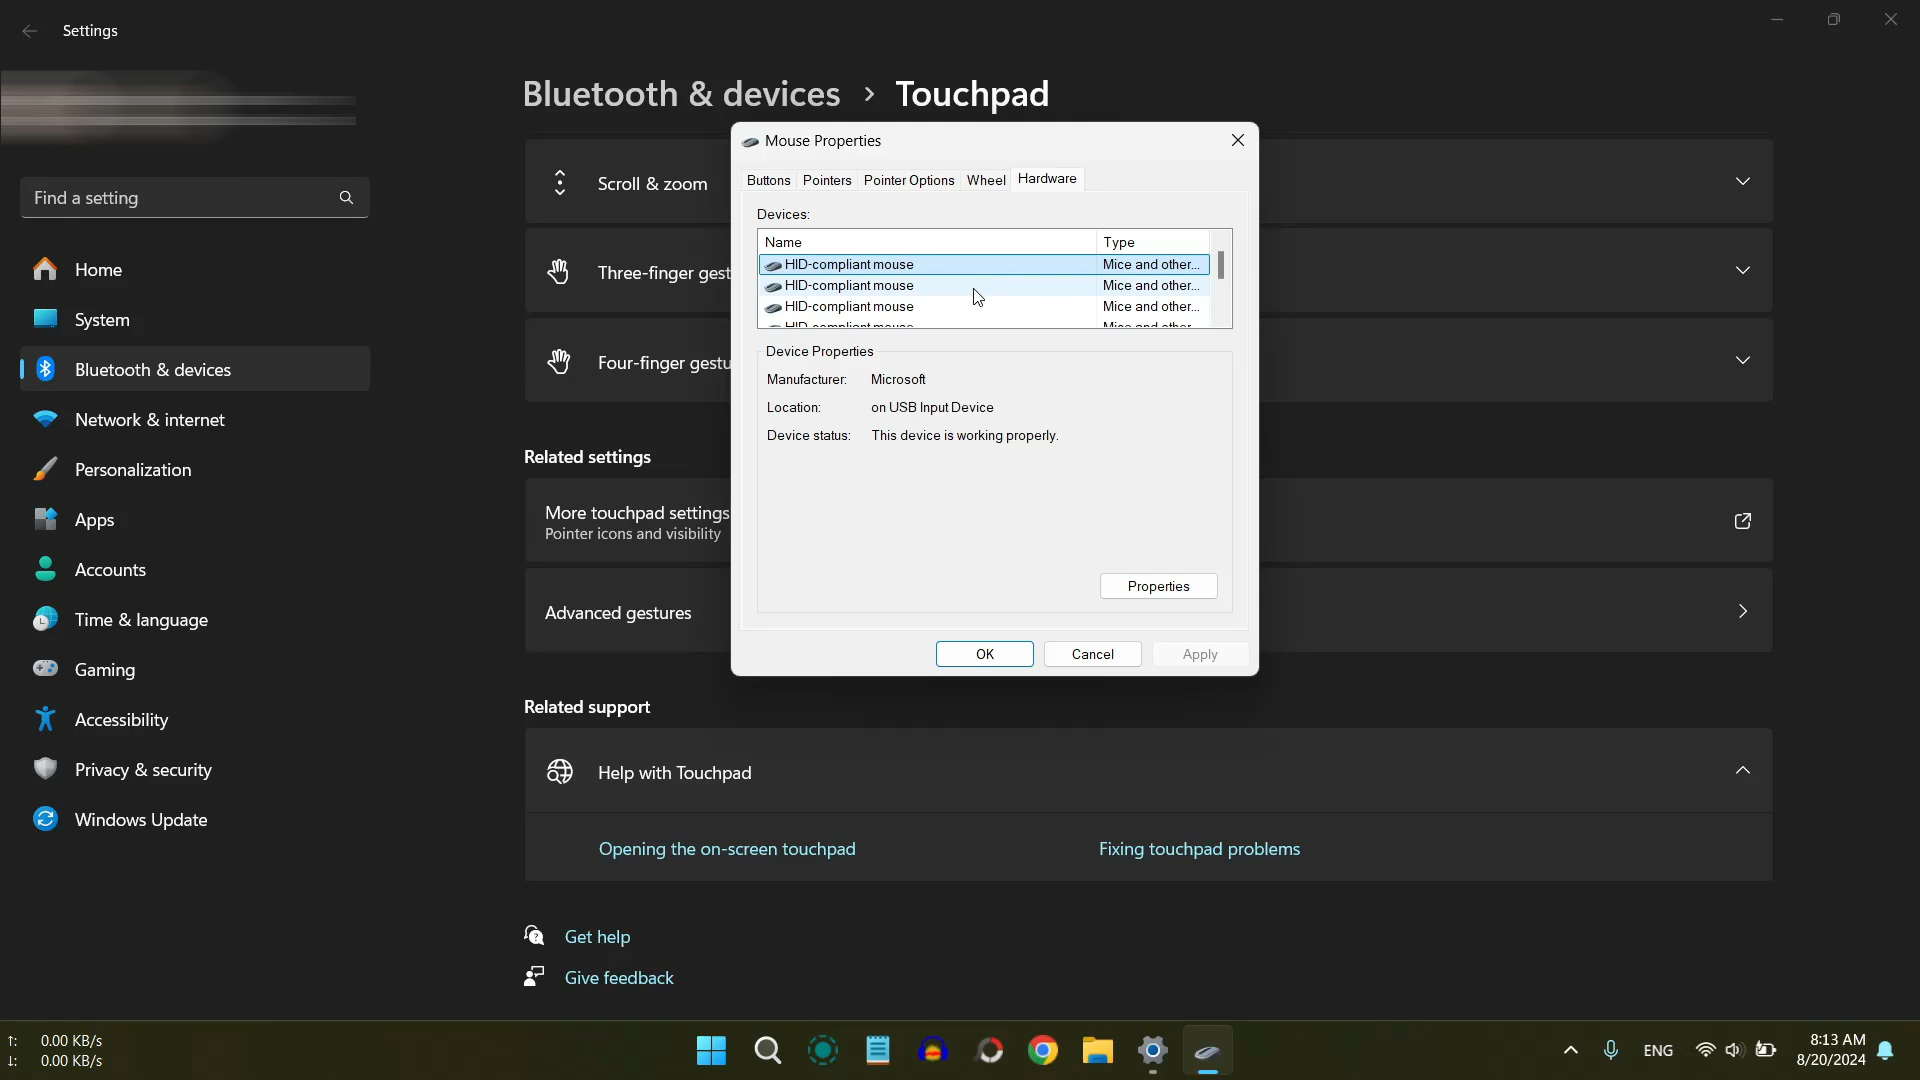 Settings
Find a setting
Home
System
Bluetooth & devices
Network & internet
Personalization
Apps
Accounts
Time & language
Gaming
Accessibility
Privacy & security
Windows Update
Bluetooth & devices › Touchpad
Scroll & zoom
Three-finger gest
Four-finger gestu
Related settings
More touchpad settings
Pointer icons and visibility
Advanced gestures
Related support
Help with Touchpad
Opening the on-screen touchpad
Fixing touchpad problems
Get help
Give feedback
Mouse Properties
Buttons Pointers Pointer Options Wheel Hardware
Devices:
Name Type
HID-compliant mouse Mice and other...
HID-compliant mouse Mice and other...
HID-compliant mouse Mice and other...
HID-compliant mouse Mice and other...
Device Properties
Manufacturer: Microsoft
Location: on USB Input Device
Device status: This device is working properly.
Properties
OK Cancel Apply
↑: 0.00 KB/s
↓: 0.00 KB/s
ENG
8:13 AM
8/20/2024